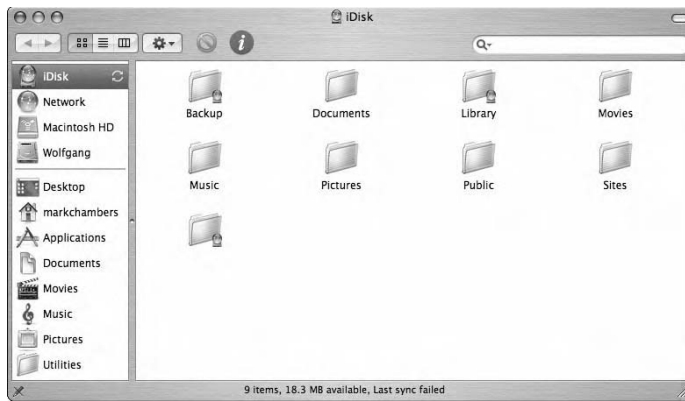 iDisk
iDisk
Network
Macintosh HD
Wolfgang
Desktop
markchambers
Applications
Documents
Movies
Music
Pictures
Utilities
Backup
Documents
Library
Movies
Music
Pictures
Public
Sites
9 items, 18.3 MB available, Last sync failed